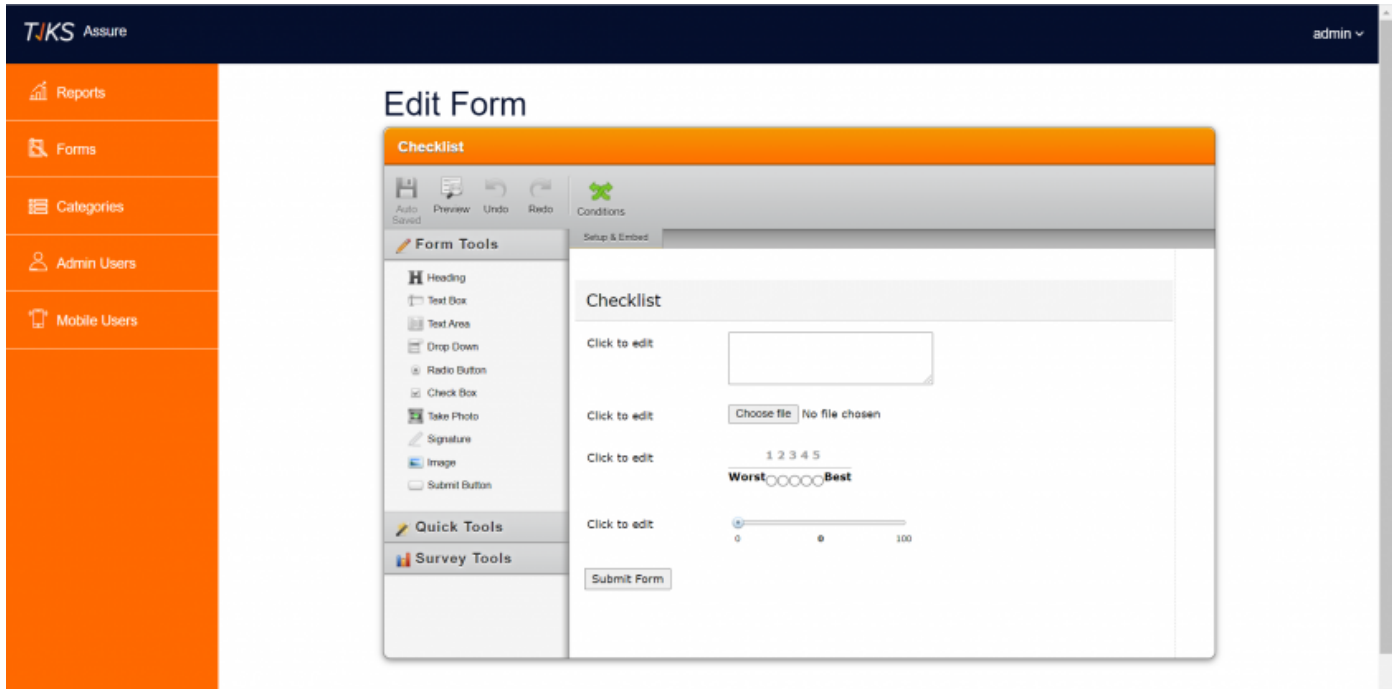 TJKS Assure
admin
Reports
Forms
Categories
Admin Users
Mobile Users
Edit Form
Checklist
Auto Saved
Preview
Undo
Redo
Conditions
Setup & Embed
Form Tools
Heading
Text Box
Text Area
Drop Down
Radio Button
Check Box
Take Photo
Signature
Image
Submit Button
Quick Tools
Survey Tools
Checklist
Click to edit
Click to edit
Choose file No file chosen
Click to edit
1 2 3 4 5
Worst Best
Click to edit
0 0 100
Submit Form